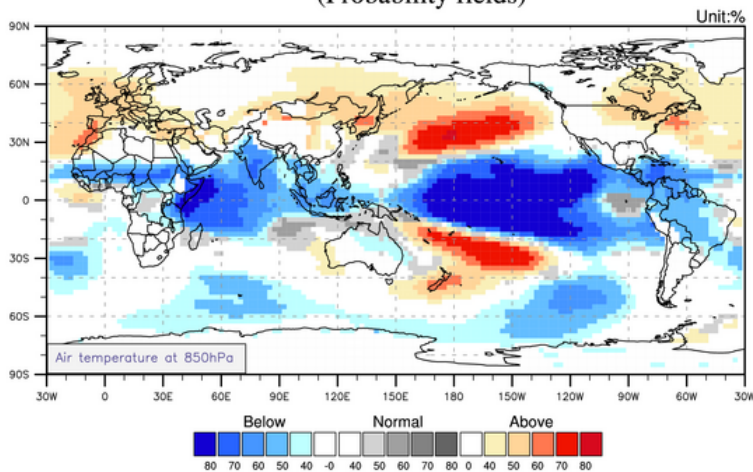 (Probability fields)
Unit:%
90N
60N
30N
0
30S
60S
90S
Air temperature at 850hPa
30W 0 30E 60E 90E 120E 150E 180 150W 120W 90W 60W 30W
Below Normal Above
80 70 60 50 40 -0 40 50 60 70 80 0 40 50 60 70 80